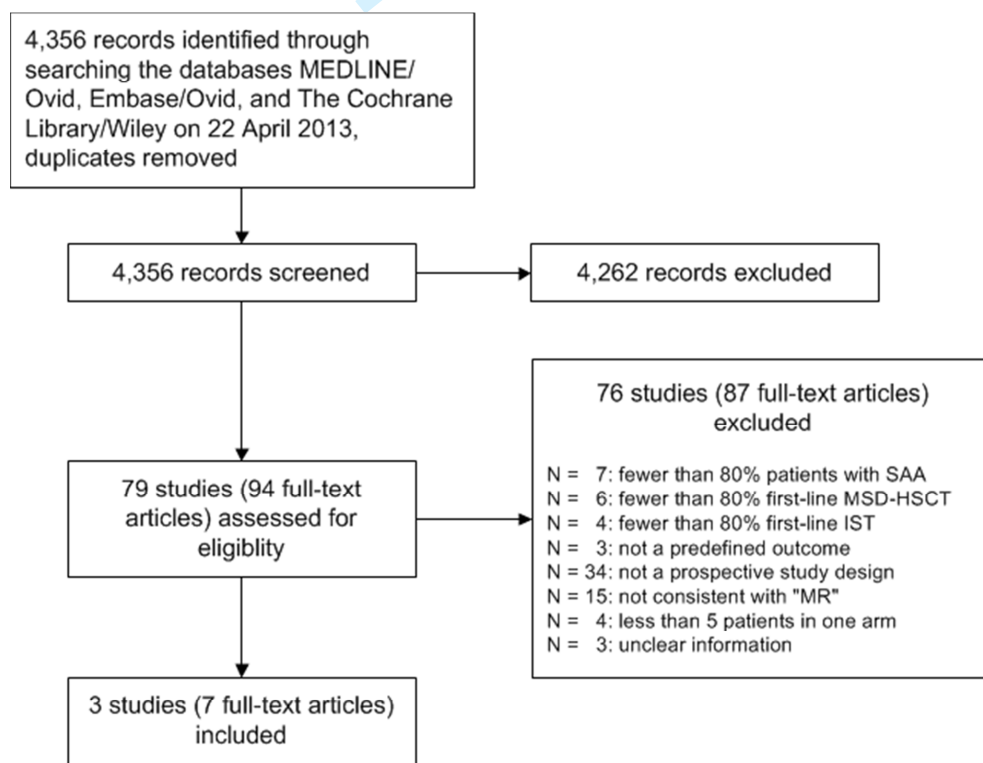 4,356 records identified through
searching the databases MEDLINE/
Ovid, Embase/Ovid, and The Cochrane
Library/Wiley on 22 April 2013,
duplicates removed
4,356 records screened
4,262 records excluded
79 studies (94 full-text
articles) assessed for
eligiblity
76 studies (87 full-text articles)
excluded
N = 7: fewer than 80% patients with SAA
N = 6: fewer than 80% first-line MSD-HSCT
N = 4: fewer than 80% first-line IST
N = 3: not a predefined outcome
N = 34: not a prospective study design
N = 15: not consistent with "MR"
N = 4: less than 5 patients in one arm
N = 3: unclear information
3 studies (7 full-text articles)
included